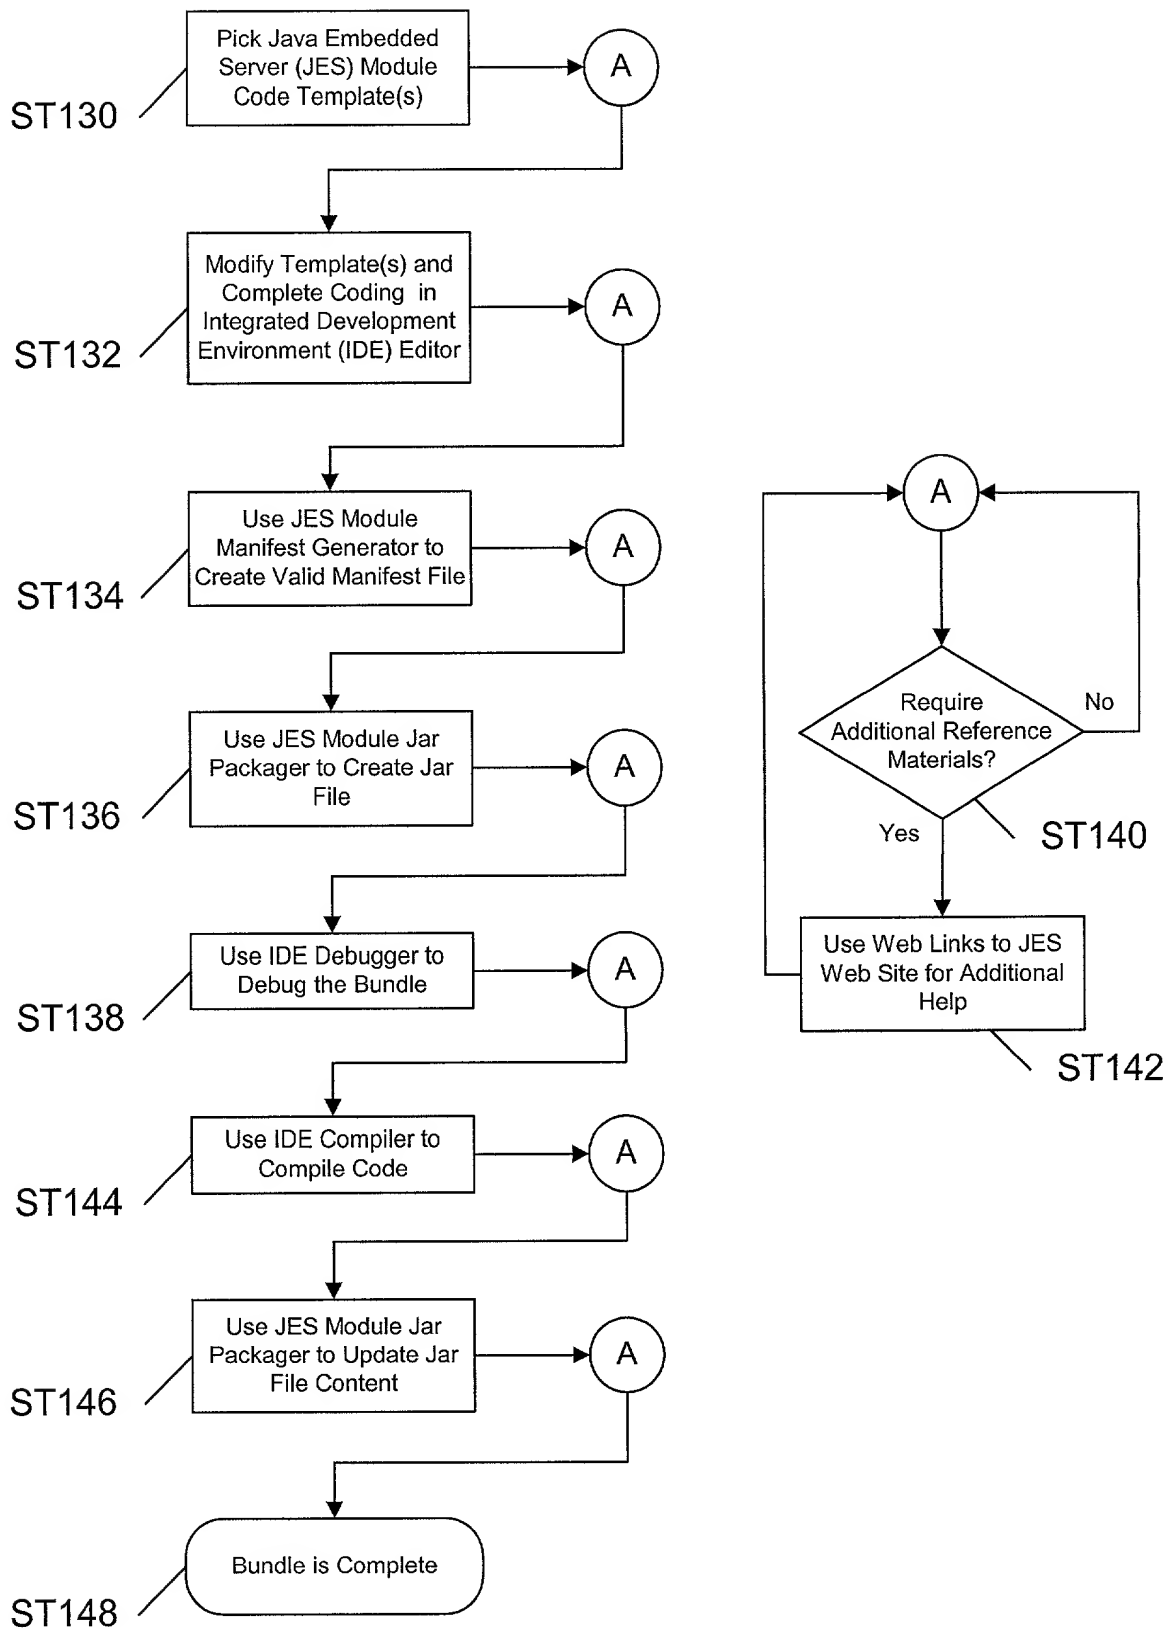 Pick Java Embedded
Server (JES) Module
Code Template(s)
A
ST130
Modify Template(s) and
Complete Coding in
Integrated Development
Environment (IDE) Editor
A
ST132
Use JES Module
Manifest Generator to
Create Valid Manifest File
A
ST134
Use JES Module Jar
Packager to Create Jar
File
A
ST136
Use IDE Debugger to
Debug the Bundle
A
ST138
Use IDE Compiler to
Compile Code
A
ST144
Use JES Module Jar
Packager to Update Jar
File Content
A
ST146
Bundle is Complete
ST148
A
Require
Additional Reference
Materials?
No
Yes
ST140
Use Web Links to JES
Web Site for Additional
Help
ST142